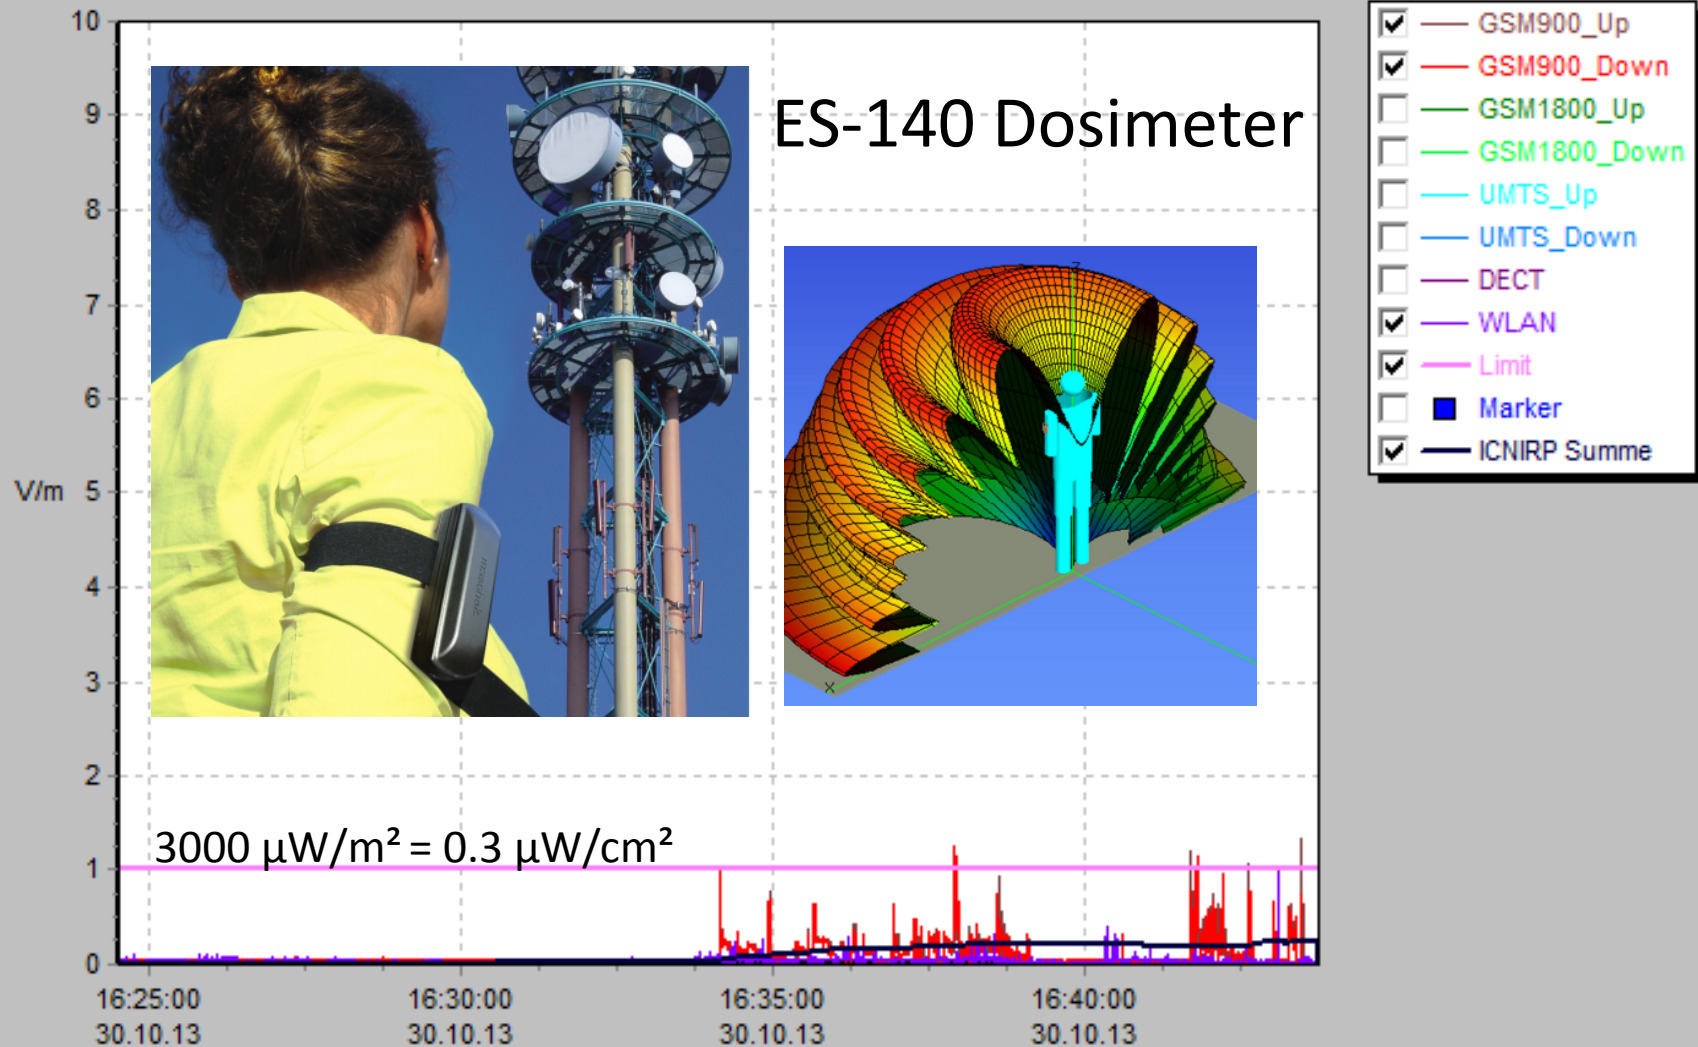 10
9
8
7
6
V/m 5
4
3
2
1
0
ES-140 Dosimeter
Z
X
maschek
3000 µW/m² = 0.3 µW/cm²
16:25:00
30.10.13
16:30:00
30.10.13
16:35:00
30.10.13
16:40:00
30.10.13
GSM900_Up
GSM900_Down
GSM1800_Up
GSM1800_Down
UMTS_Up
UMTS_Down
DECT
WLAN
Limit
Marker
ICNIRP Summe